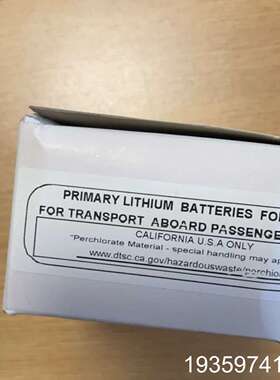 PRIMARY LITHIUM BATTERIES FO
FOR TRANSPORT ABOARD PASSENGE
CALIFORNIA U.S.A ONLY
"Perchlorate Material - special handling may ap
www.dtsc.ca.gov/hazardouswaste/perchlo
19359741